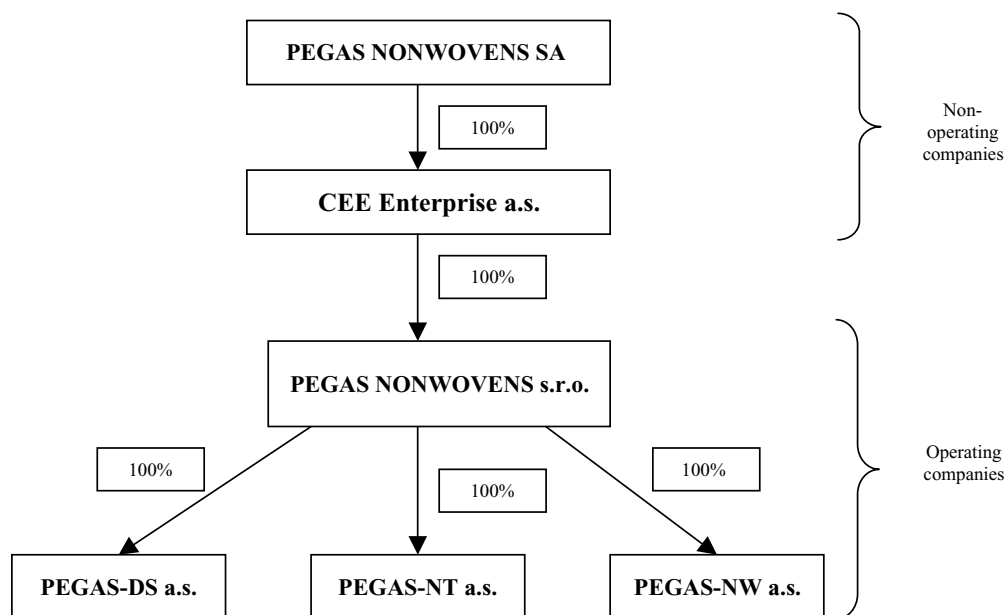 PEGAS NONWOVENS SA
100%
Non-
operating
companies
CEE Enterprise a.s.
100%
PEGAS NONWOVENS s.r.o.
100%
100%
100%
Operating
companies
PEGAS-DS a.s.
PEGAS-NT a.s.
PEGAS-NW a.s.